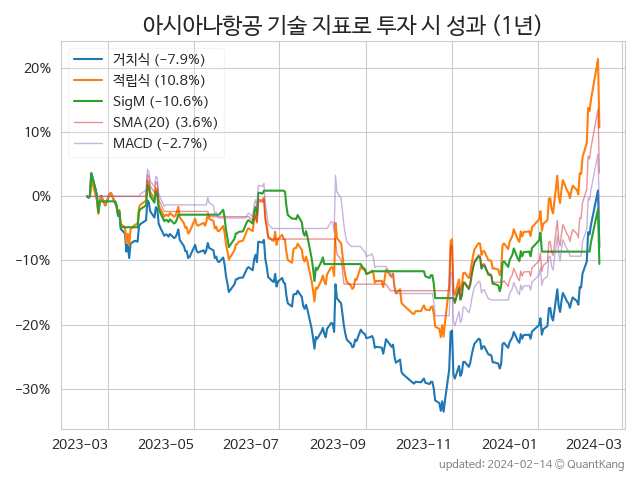 아시아나항공 기술 지표로 투자 시 성과 (1년)
거치식 (−7.9%)
적립식 (10.8%)
SigM (−10.6%)
SMA(20) (3.6%)
MACD (−2.7%)
20%
10%
0%
−10%
−20%
−30%
2023-03 2023-05 2023-07 2023-09 2023-11 2024-01 2024-03
updated: 2024-02-14 © QuantKang